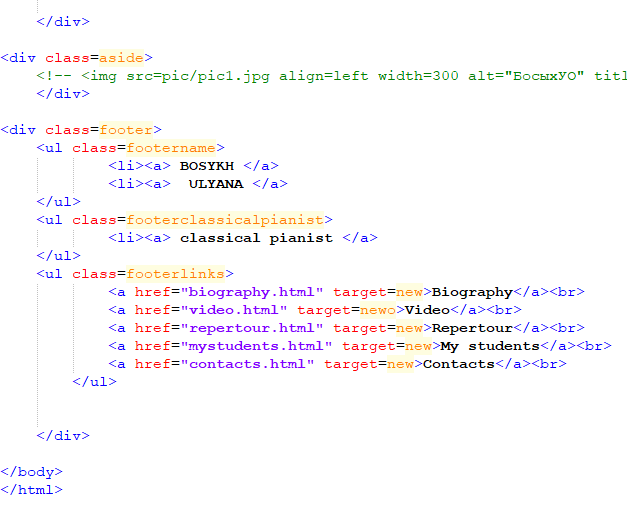 </div>
<div class=aside>
<!-- <img src=pic/pic1.jpg align=left width=300 alt="БосыхУО" titl
</div>
<div class=footer>
<ul class=footername>
<li><a> BOSYKH </a>
<li><a>  ULYANA </a>
</ul>
<ul class=footerclassicalpianist>
<li><a> classical pianist </a>
</ul>
<ul class=footerlinks>
<a href="biography.html" target=new>Biography</a><br>
<a href="video.html" target=newo>Video</a><br>
<a href="repertour.html" target=new>Repertour</a><br>
<a href="mystudents.html" target=new>My students</a><br>
<a href="contacts.html" target=new>Contacts</a><br>
</ul>
</div>
</body>
</html>